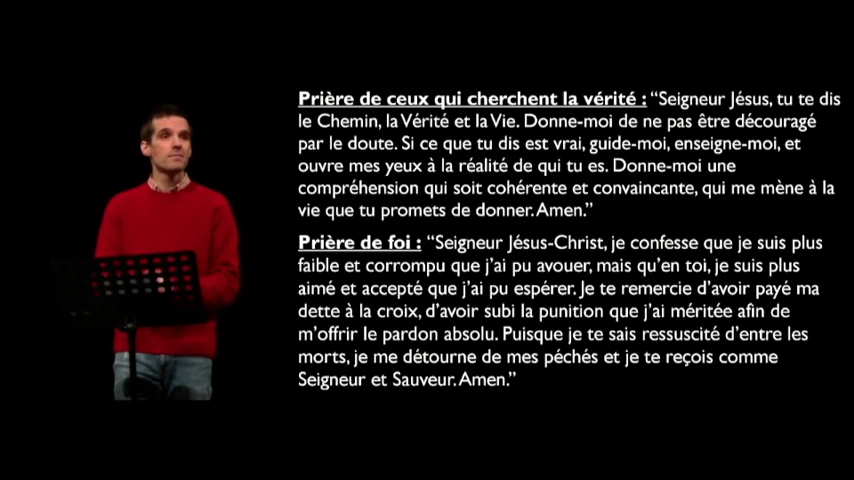 Prière de ceux qui cherchent la vérité : “Seigneur Jésus, tu te dis
le Chemin, la Vérité et la Vie. Donne-moi de ne pas être découragé
par le doute. Si ce que tu dis est vrai, guide-moi, enseigne-moi, et
ouvre mes yeux à la réalité de qui tu es. Donne-moi une
compréhension qui soit cohérente et convaincante, qui me mène à la
vie que tu promets de donner. Amen.”
Prière de foi : “Seigneur Jésus-Christ, je confesse que je suis plus
faible et corrompu que j’ai pu avouer, mais qu’en toi, je suis plus
aimé et accepté que j’ai pu espérer. Je te remercie d’avoir payé ma
dette à la croix, d’avoir subi la punition que j’ai méritée afin de
m’offrir le pardon absolu. Puisque je te sais ressuscité d’entre les
morts, je me détourne de mes péchés et je te reçois comme
Seigneur et Sauveur. Amen.”